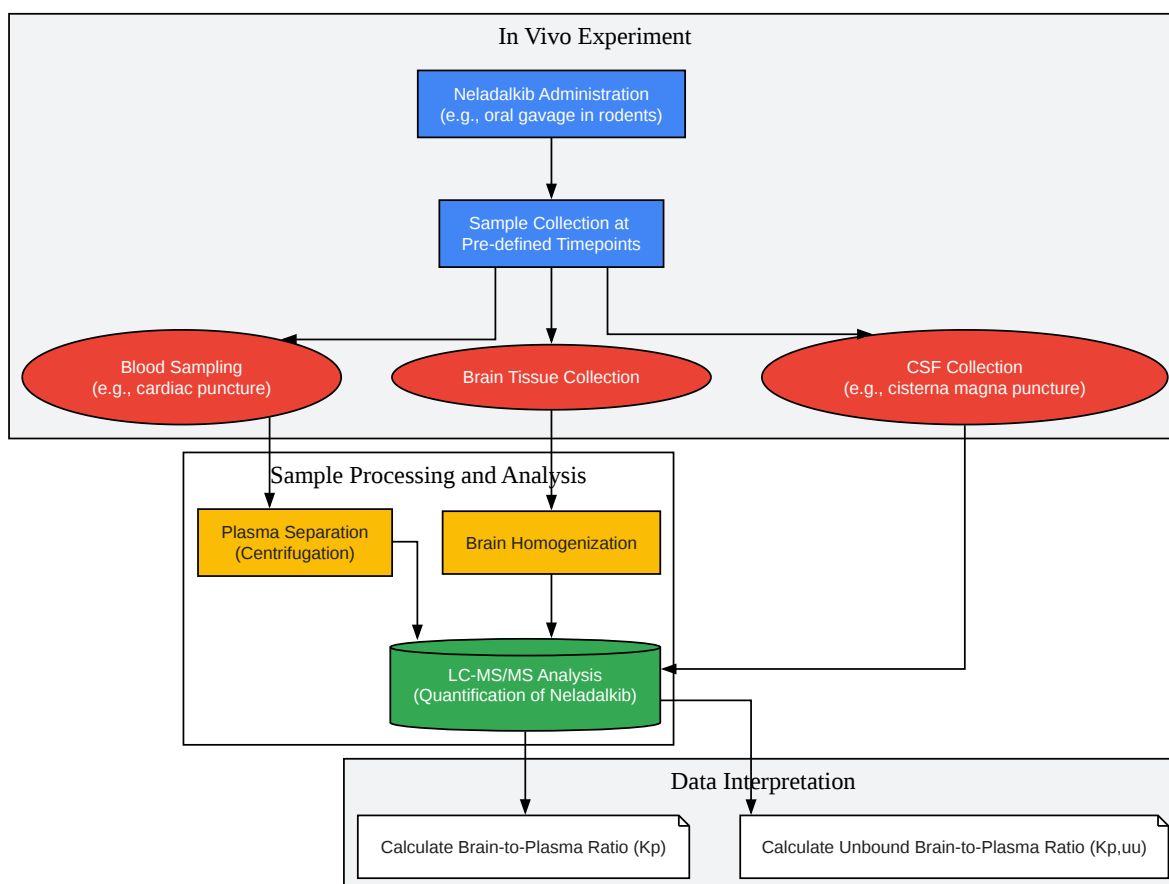 In Vivo Experiment
Neladalkib Administration
(e.g., oral gavage in rodents)
Sample Collection at
Pre-defined Timepoints
Blood Sampling
(e.g., cardiac puncture)
Brain Tissue Collection
CSF Collection
(e.g., cisterna magna puncture)
Sample Processing and Analysis
Plasma Separation
(Centrifugation)
Brain Homogenization
LC-MS/MS Analysis
(Quantification of Neladalkib)
Data Interpretation
Calculate Brain-to-Plasma Ratio (Kp)
Calculate Unbound Brain-to-Plasma Ratio (Kp,uu)